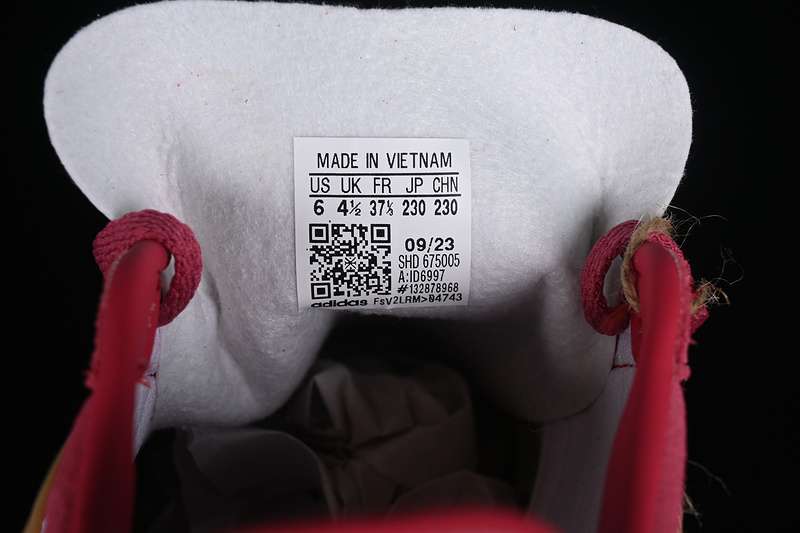 MADE IN VIETNAM
US UK FR JP CHN
6 4½ 37⅓ 230 230
09/23
SHD 675005
A:ID6997
#132878968
adidas FsV2LRM>04743